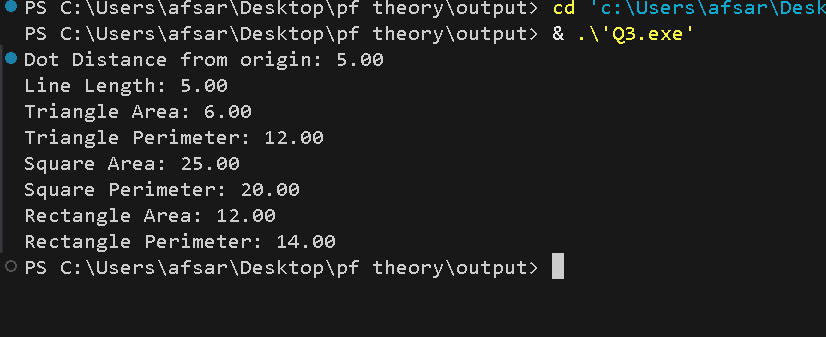 PS C:\Users\afsar\Desktop\pf theory\output> cd 'c:\Users\afsar\Desk
PS C:\Users\afsar\Desktop\pf theory\output> & .\'Q3.exe'
Dot Distance from origin: 5.00
Line Length: 5.00
Triangle Area: 6.00
Triangle Perimeter: 12.00
Square Area: 25.00
Square Perimeter: 20.00
Rectangle Area: 12.00
Rectangle Perimeter: 14.00
PS C:\Users\afsar\Desktop\pf theory\output>